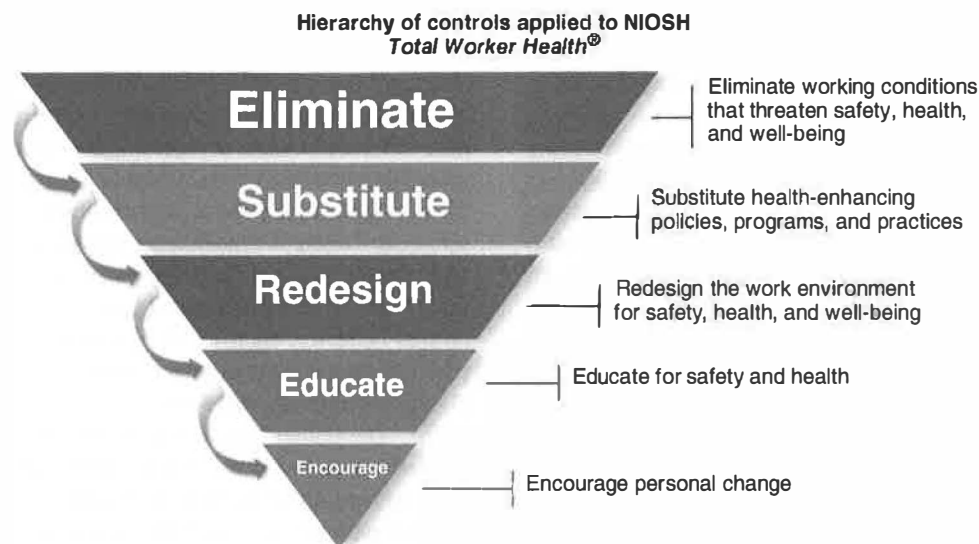 Hierarchy of controls applied to NIOSH
Total Worker Health®
Eliminate
Eliminate working conditions
that threaten safety, health,
and well-being
Substitute
Substitute health-enhancing
policies, programs, and practices
Redesign
Redesign the work environment
for safety, health, and well-being
Educate
Educate for safety and health
Encourage
Encourage personal change